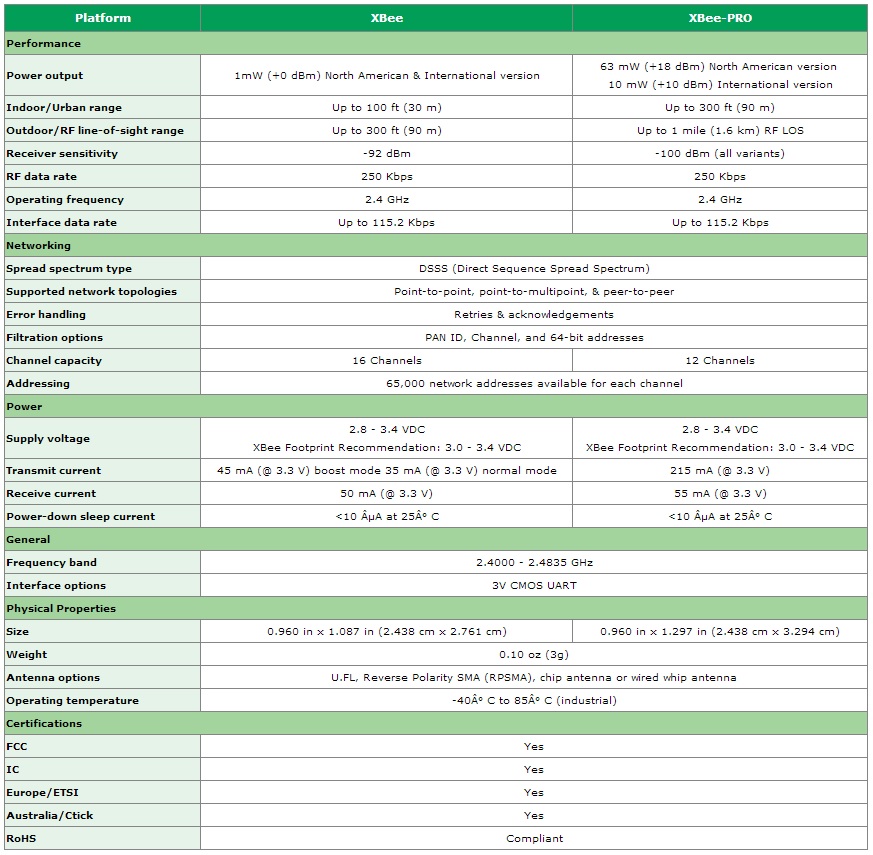 Platform XBee XBee-PRO
Performance
Power output 1mW (+0 dBm) North American & International version 63 mW (+18 dBm) North American version
10 mW (+10 dBm) International version
Indoor/Urban range Up to 100 ft (30 m) Up to 300 ft (90 m)
Outdoor/RF line-of-sight range Up to 300 ft (90 m) Up to 1 mile (1.6 km) RF LOS
Receiver sensitivity -92 dBm -100 dBm (all variants)
RF data rate 250 Kbps 250 Kbps
Operating frequency 2.4 GHz 2.4 GHz
Interface data rate Up to 115.2 Kbps Up to 115.2 Kbps
Networking
Spread spectrum type DSSS (Direct Sequence Spread Spectrum)
Supported network topologies Point-to-point, point-to-multipoint, & peer-to-peer
Error handling Retries & acknowledgements
Filtration options PAN ID, Channel, and 64-bit addresses
Channel capacity 16 Channels 12 Channels
Addressing 65,000 network addresses available for each channel
Power
Supply voltage 2.8 - 3.4 VDC 2.8 - 3.4 VDC
XBee Footprint Recommendation: 3.0 - 3.4 VDC XBee Footprint Recommendation: 3.0 - 3.4 VDC
Transmit current 45 mA (@ 3.3 V) boost mode 35 mA (@ 3.3 V) normal mode 215 mA (@ 3.3 V)
Receive current 50 mA (@ 3.3 V) 55 mA (@ 3.3 V)
Power-down sleep current <10 ÂµA at 25Âº C <10 ÂµA at 25Âº C
General
Frequency band 2.4000 - 2.4835 GHz
Interface options 3V CMOS UART
Physical Properties
Size 0.960 in x 1.087 in (2.438 cm x 2.761 cm) 0.960 in x 1.297 in (2.438 cm x 3.294 cm)
Weight 0.10 oz (3g)
Antenna options U.FL, Reverse Polarity SMA (RPSMA), chip antenna or wired whip antenna
Operating temperature -40Âº C to 85Âº C (industrial)
Certifications
FCC Yes
IC Yes
Europe/ETSI Yes
Australia/Ctick Yes
RoHS Compliant